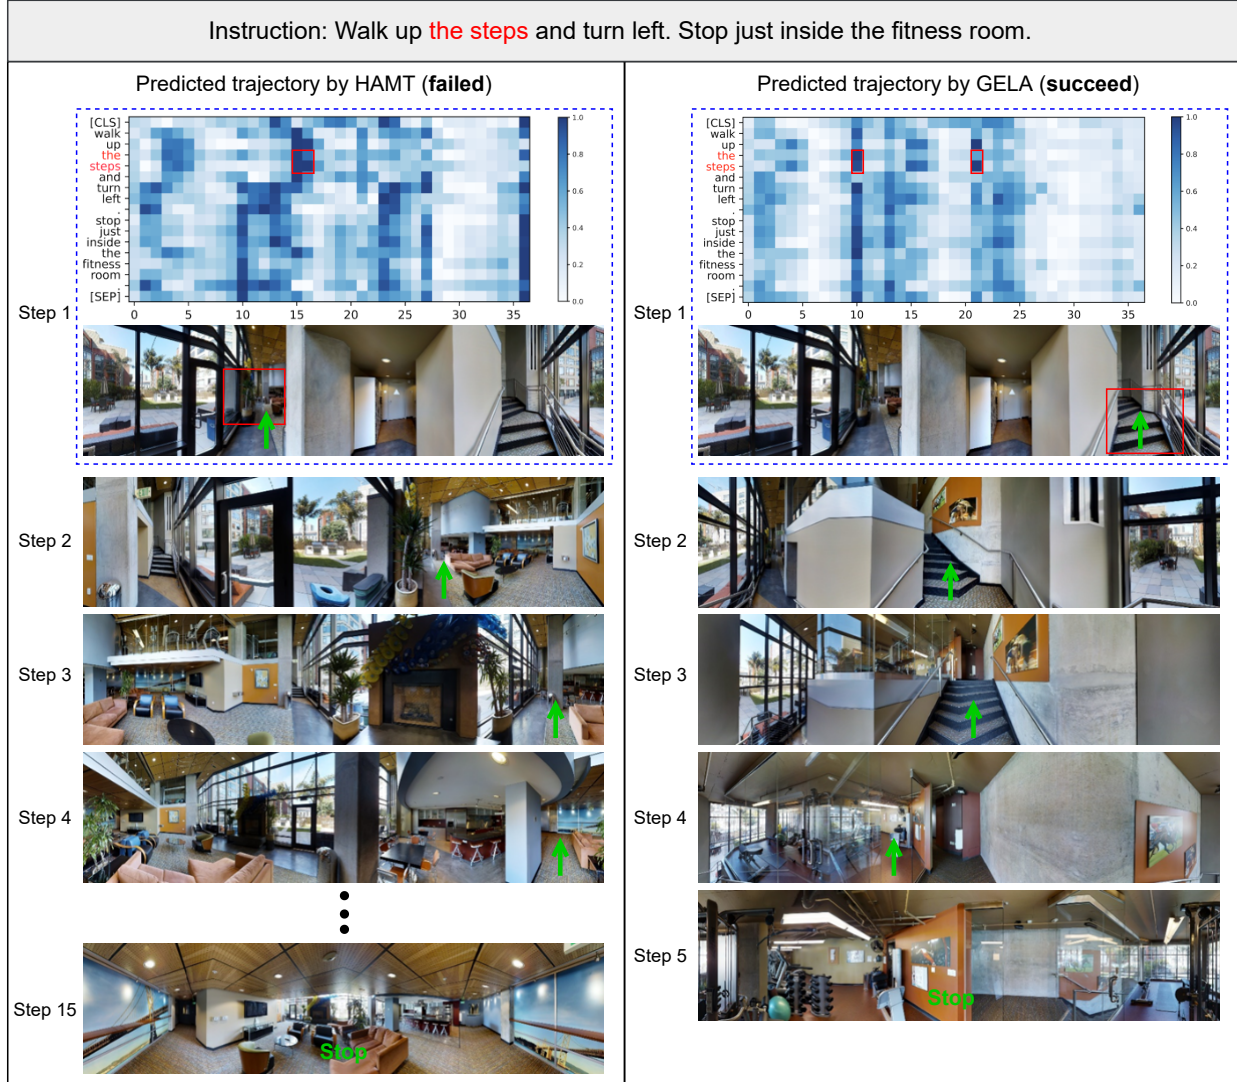 Instruction: Walk up the steps and turn left. Stop just inside the fitness room.
Predicted trajectory by HAMT (failed)
[CLS]
walk
up
the
steps
and
turn
left
.
stop
just
inside
the
fitness
room
.
[SEP]
0 5 10 15 20 25 30 35
1.0
0.8
0.6
0.4
0.2
0.0
Step 1
Step 2
Step 3
Step 4
Step 15
Stop
Predicted trajectory by GELA (succeed)
[CLS]
walk
up
the
steps
and
turn
left
.
stop
just
inside
the
fitness
room
.
[SEP]
0 5 10 15 20 25 30 35
1.0
0.8
0.6
0.4
0.2
0.0
Step 1
Step 2
Step 3
Step 4
Step 5
Stop